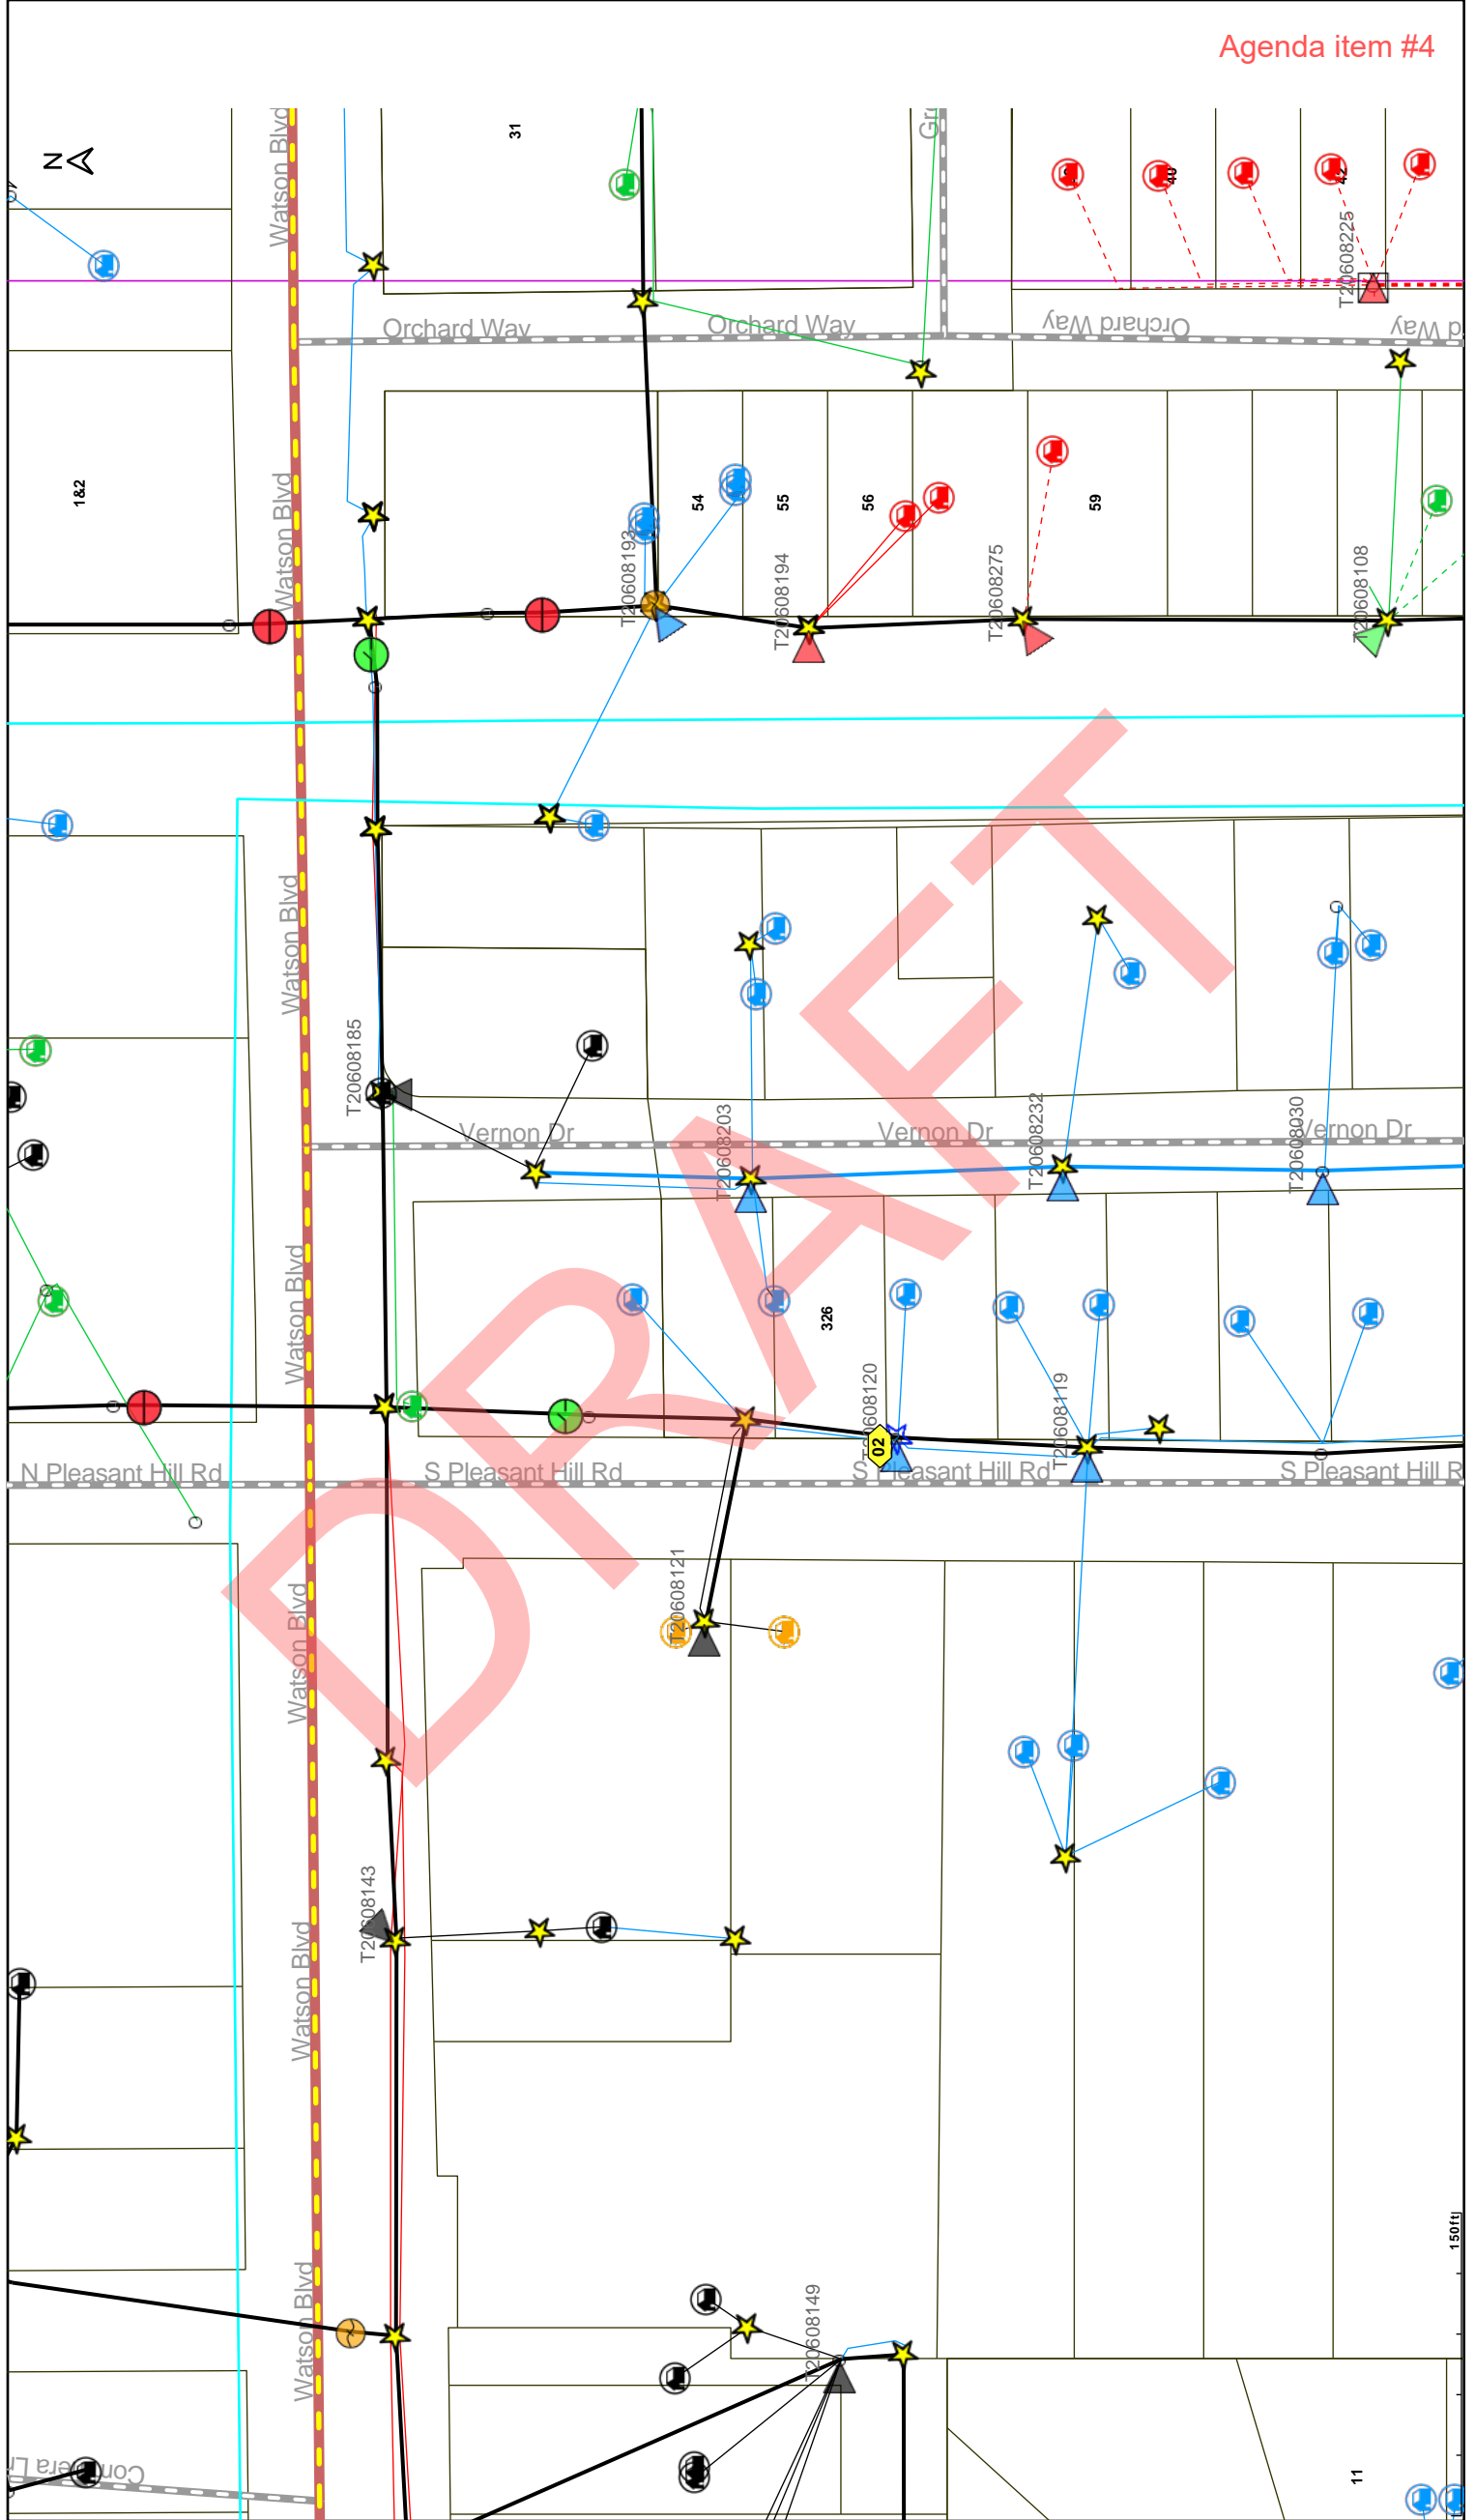 Agenda item #4
Watson Blvd
31
N
42
T20608225
Orchard Way
Orchard Way
Orchard Way
Watson Blvd
1&2
54
55
56
59
T20608193
T20608194
T20608275
T20608108
Watson Blvd
T20608185
Vernon Dr
T20608203
Vernon Dr
T20608232
Vernon Dr
T20608030
Watson Blvd
326
T20608120
02
T20608119
N Pleasant Hill Rd
S Pleasant Hill Rd
S Pleasant Hill Rd
S Pleasant Hill R
T20608121
Watson Blvd
T20608143
Watson Blvd
Watson Blvd
T20608149
150ft
11
DRAFT